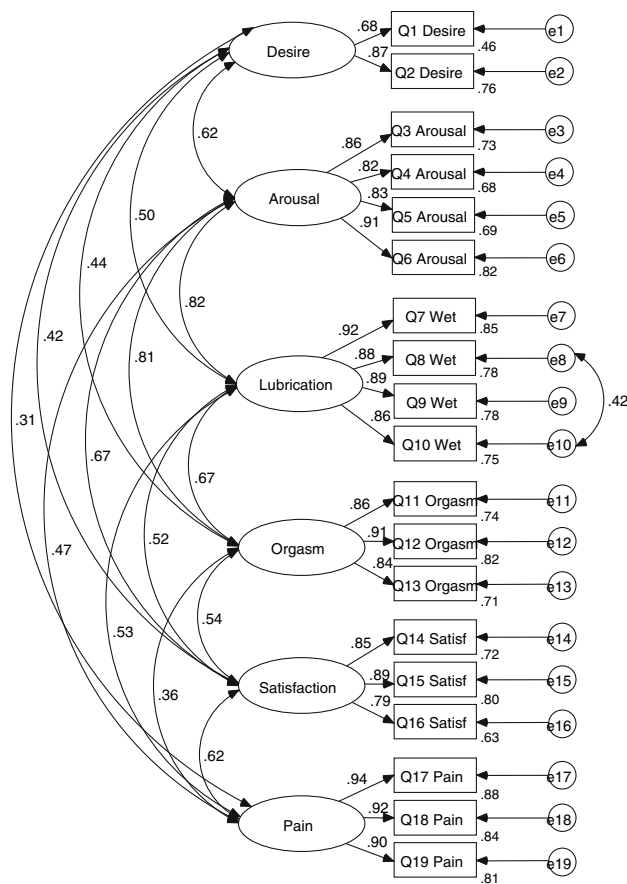 .68
Q1 Desire
.46
e1
Desire
.87
Q2 Desire
.76
e2
.62
.86
Q3 Arousal
.73
e3
.82
Q4 Arousal
.68
e4
Arousal
.83
Q5 Arousal
.69
e5
.91
Q6 Arousal
.82
e6
.50
.44
.82
.42
.81
.31
.92
Q7 Wet
.85
e7
.88
Q8 Wet
.78
e8
Lubrication
.89
Q9 Wet
.78
e9
.42
.86
Q10 Wet
.75
e10
.67
.67
.47
.52
.86
Q11 Orgasm
.74
e11
Orgasm
.91
Q12 Orgasm
.82
e12
.84
Q13 Orgasm
.71
e13
.53
.54
.36
.85
Q14 Satisf
.72
e14
Satisfaction
.89
Q15 Satisf
.80
e15
.79
Q16 Satisf
.63
e16
.62
.94
Q17 Pain
.88
e17
Pain
.92
Q18 Pain
.84
e18
.90
Q19 Pain
.81
e19